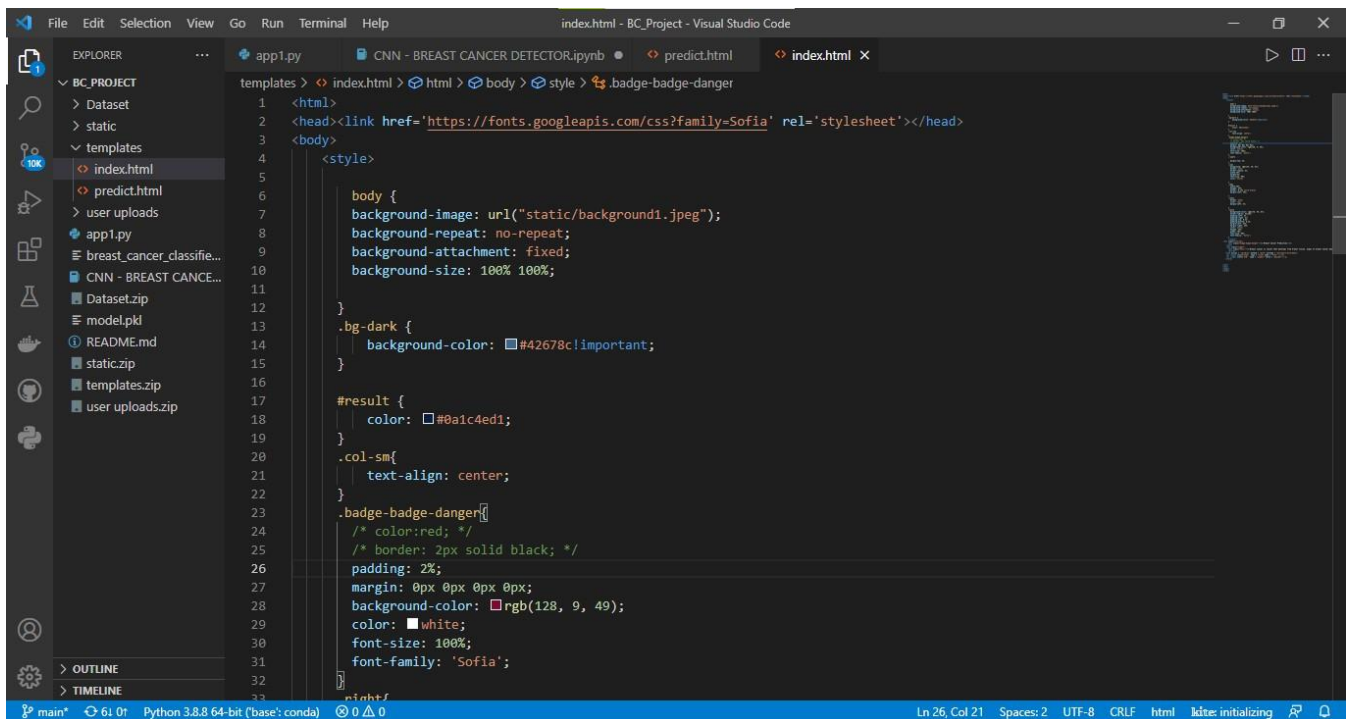 File Edit Selection View Go Run Terminal Help
index.html - BC_Project - Visual Studio Code
EXPLORER
BC_PROJECT
Dataset
static
templates
index.html
predict.html
user uploads
app1.py
breast_cancer_classifie...
CNN - BREAST CANCE...
Dataset.zip
model.pkl
README.md
static.zip
templates.zip
user uploads.zip
OUTLINE
TIMELINE
1
10K
app1.py CNN - BREAST CANCER DETECTOR.ipynb predict.html index.html
templates > index.html > html > body > style > .badge-badge-danger
1 <html>
2 <head><link href='https://fonts.googleapis.com/css?family=Sofia' rel='stylesheet'></head>
3 <body>
4 <style>
5
6 body {
7 background-image: url("static/background1.jpeg");
8 background-repeat: no-repeat;
9 background-attachment: fixed;
10 background-size: 100% 100%;
11
12 }
13 .bg-dark {
14 background-color: #42678c!important;
15 }
16
17 #result {
18 color: #0a1c4ed1;
19 }
20 .col-sm{
21 text-align: center;
22 }
23 .badge-badge-danger{
24 /* color:red; */
25 /* border: 2px solid black; */
26 padding: 2%;
27 margin: 0px 0px 0px 0px;
28 background-color: rgb(128, 9, 49);
29 color: white;
30 font-size: 100%;
31 font-family: 'Sofia';
32 }
main* 6↓ 0↑ Python 3.8.8 64-bit ('base': conda) 0 0
Ln 26, Col 21 Spaces: 2 UTF-8 CRLF html kite: initializing